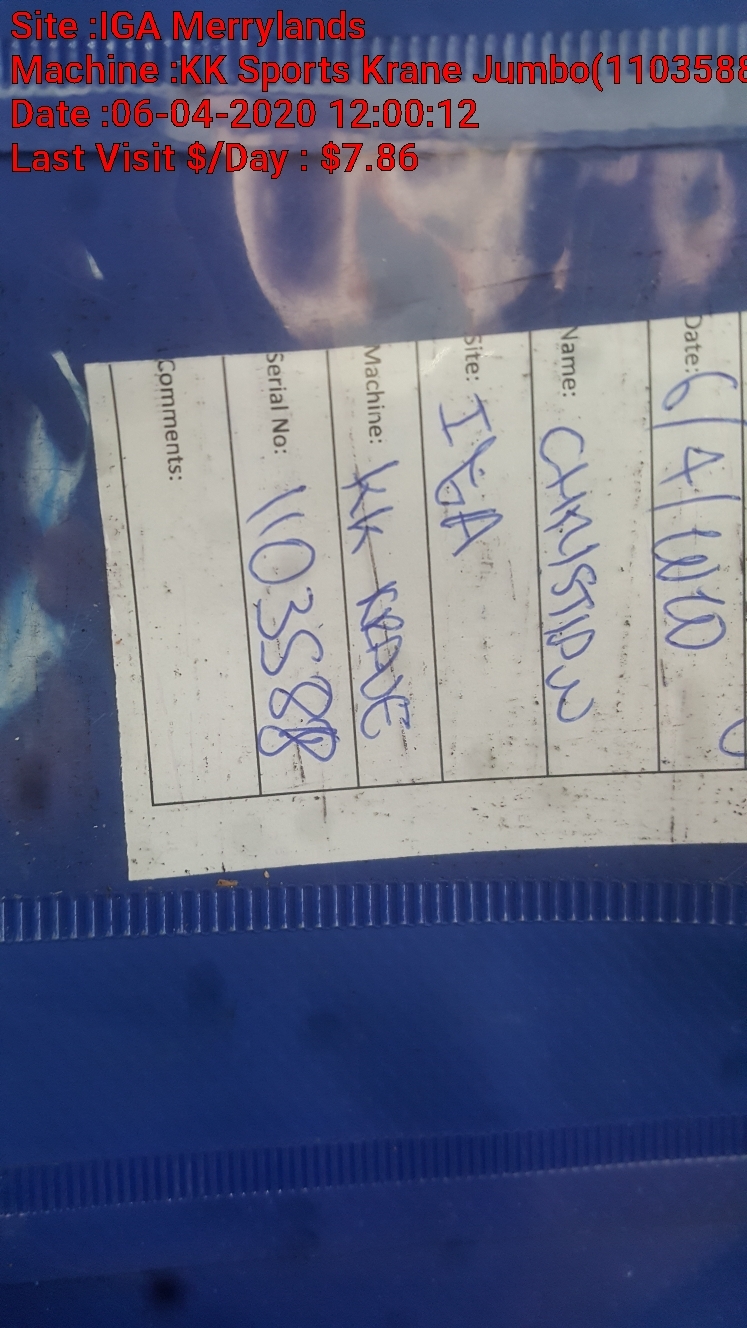 Site :IGA Merrylands
Machine :KK Sports Krane Jumbo(1103588
Date :06-04-2020 12:00:12
Last Visit $/Day : $7.86
Date: 6/4/2020
Name: CHRISTIAN
Site: IGA
Machine: KK KRANE
Serial No: 1103588
Comments: